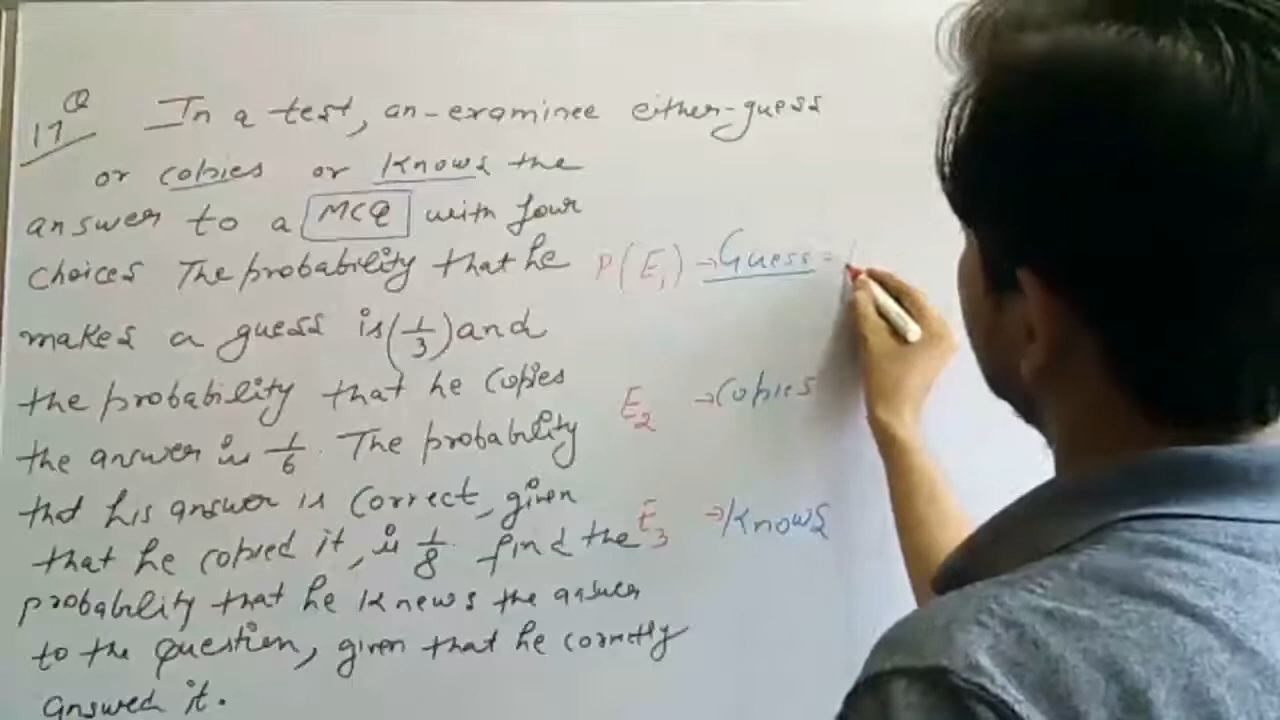 Q
17 In a test, an-examinee either-guess
or copies or knows the
answer to a MCQ with four
choices The probability that he
makes a guess is (1/3) and
the probability that he copies
the answer is 1/6. The probability
that his answer is correct, given
that he copied it, is 1/8. find the
probability that he knews the answer
to the question, given that he correctly
answed it.
P(E1) → Guess =
E2 → copies
E3 → Knows